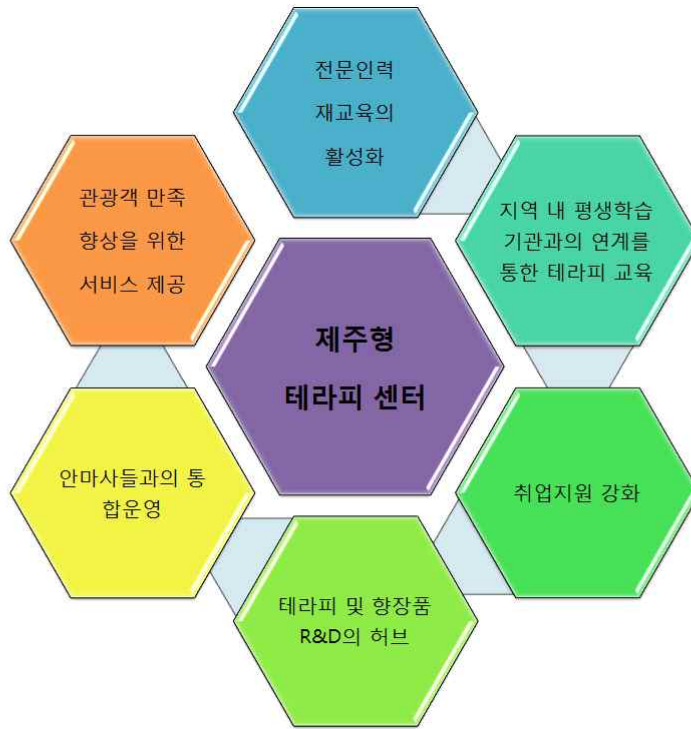 전문인력
재교육의
활성화
관광객 만족
향상을 위한
서비스 제공
지역 내 평생학습
기관과의 연계를
통한 테라피 교육
제주형
테라피 센터
안마사들과의 통
합운영
취업지원 강화
테라피 및 향장품
R&D의 허브